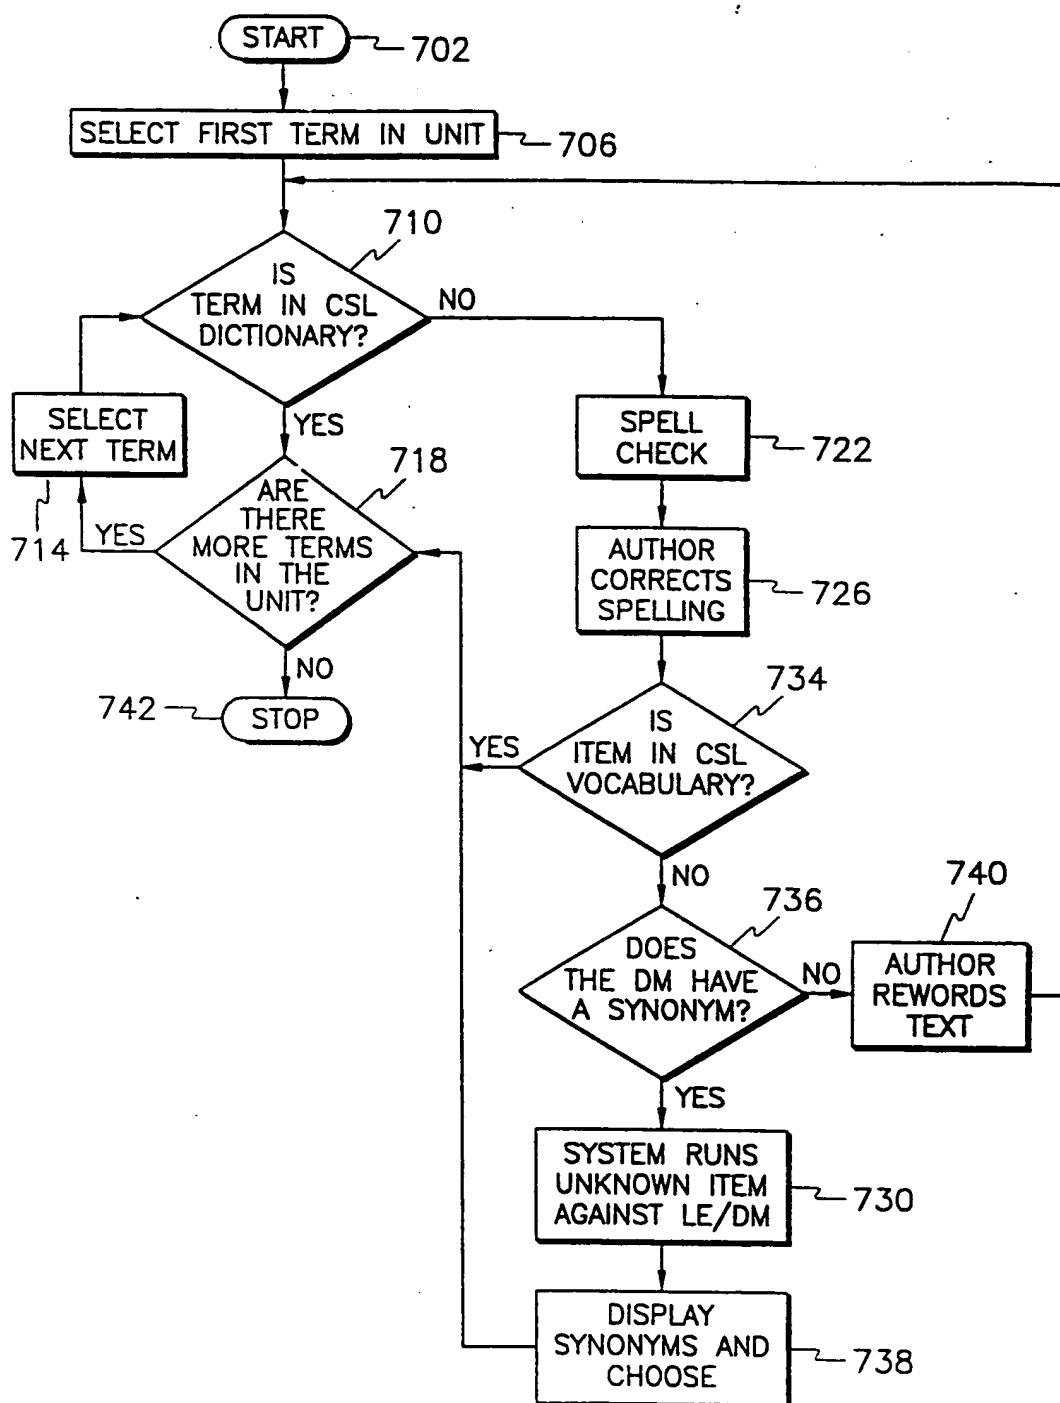 START
702
SELECT FIRST TERM IN UNIT
706
710
IS
TERM IN CSL
DICTIONARY?
NO
YES
SELECT
NEXT TERM
714
YES
718
ARE
THERE
MORE TERMS
IN THE
UNIT?
NO
742
STOP
SPELL
CHECK
722
AUTHOR
CORRECTS
SPELLING
726
734
IS
ITEM IN CSL
VOCABULARY?
YES
NO
736
DOES
THE DM HAVE
A SYNONYM?
NO
740
AUTHOR
REWORDS
TEXT
YES
SYSTEM RUNS
UNKNOWN ITEM
AGAINST LE/DM
730
DISPLAY
SYNONYMS AND
CHOOSE
738